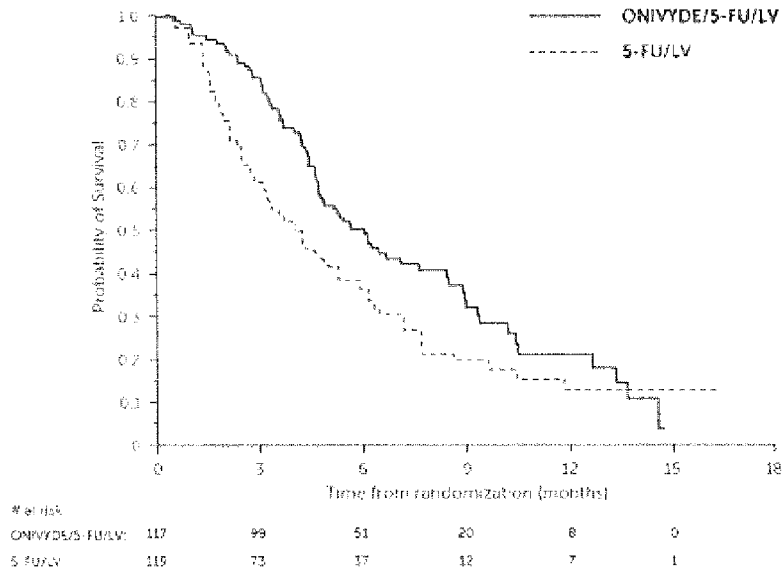 ONIVYDE/5-FU/LV
5-FU/LV
Probability of Survival
1.0
0.9
0.8
0.7
0.6
0.5
0.4
0.3
0.2
0.1
0
0 3 6 9 12 15 18
Time from randomization (months)
# at risk
ONIVYDE/5-FU/LV: 117 99 51 20 8 0
5-FU/LV 119 73 37 12 7 1